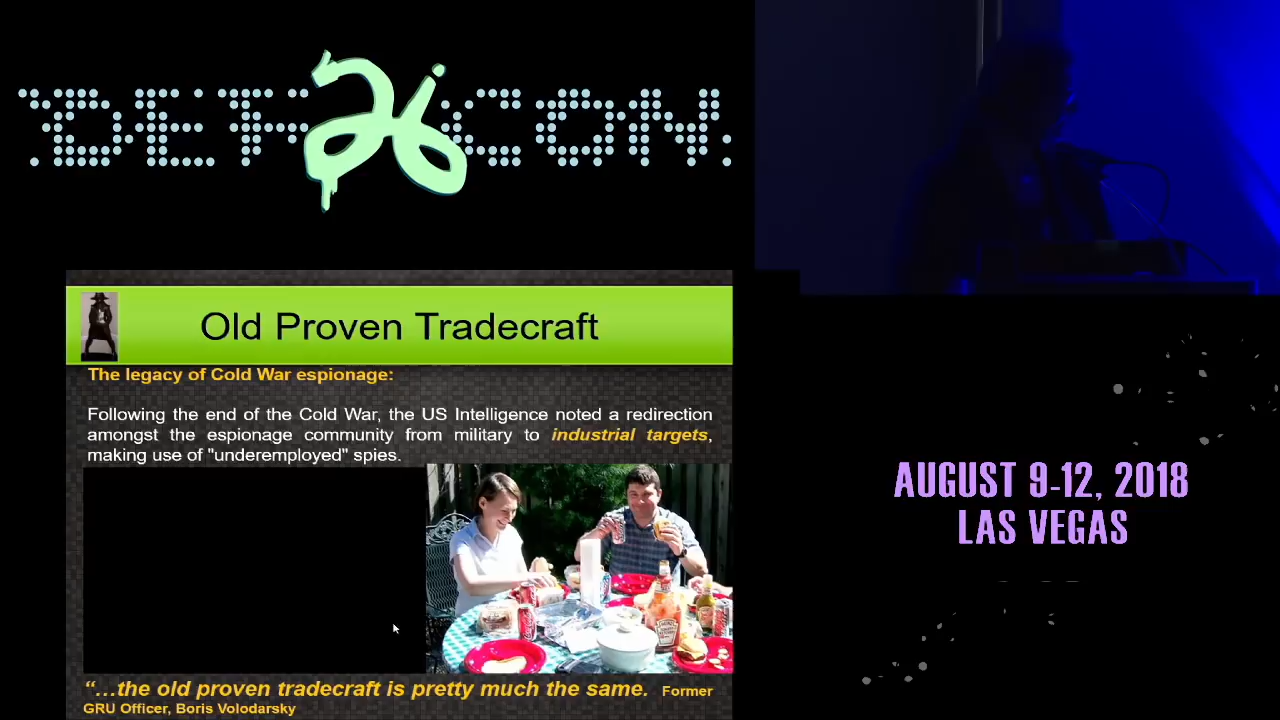 DEF 26 CON
Old Proven Tradecraft
The legacy of Cold War espionage:
Following the end of the Cold War, the US Intelligence noted a redirection
amongst the espionage community from military to industrial targets,
making use of "underemployed" spies.
HEINZ
“…the old proven tradecraft is pretty much the same. Former
GRU Officer, Boris Volodarsky
AUGUST 9-12, 2018
LAS VEGAS